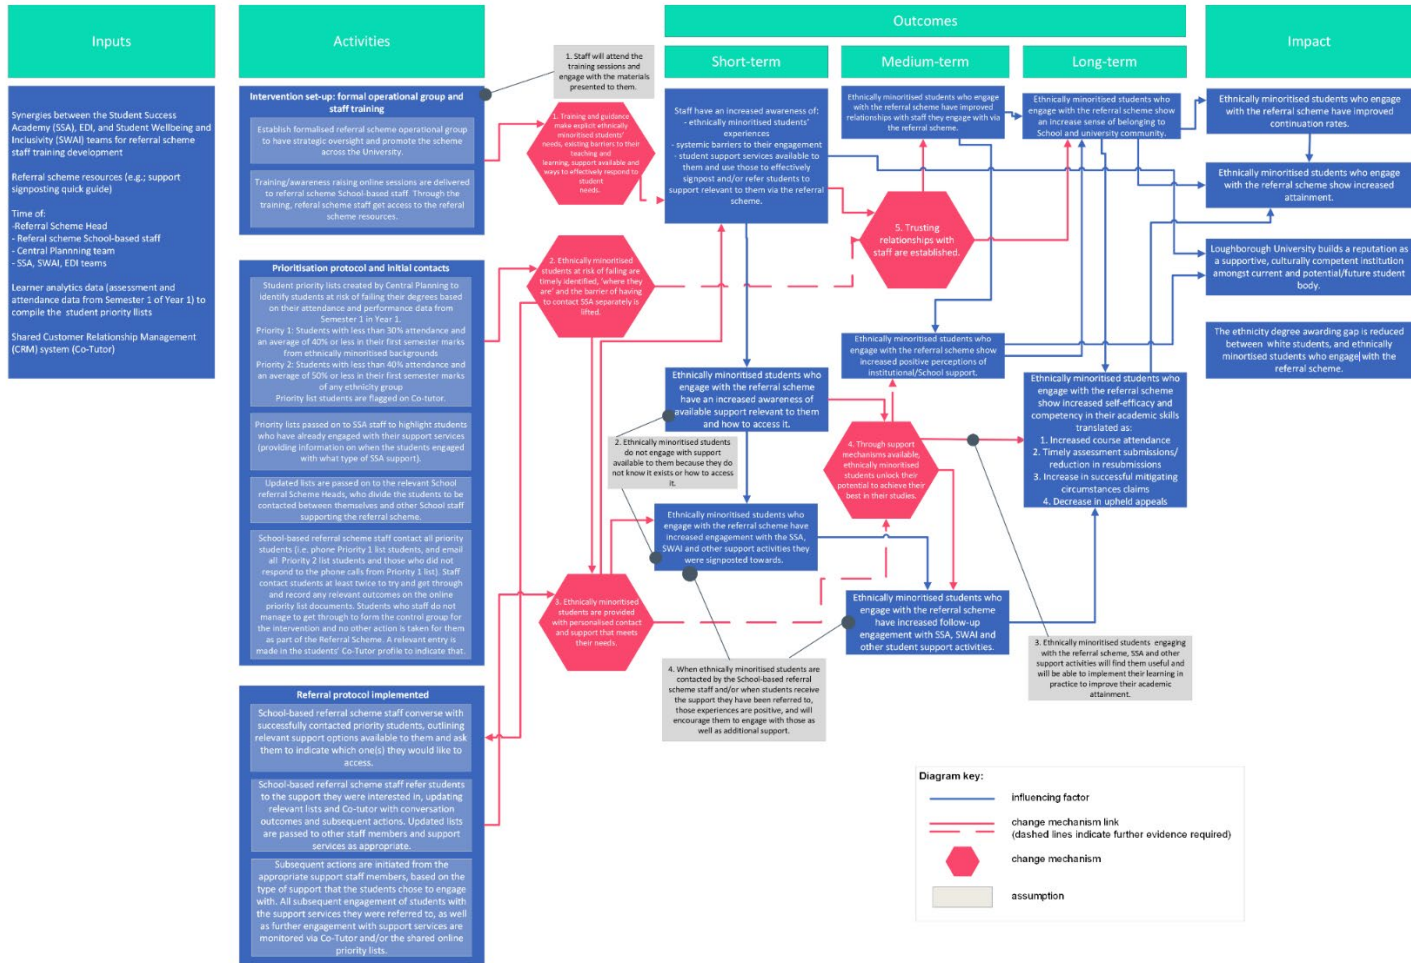 Inputs
Synergies between the Student Success
Academy (SSA), EDI, and Student Wellbeing and
Inclusivity (SWAI) teams for referral scheme
staff training development
Referral scheme resources (e.g.; support
signposting quick guide)
Time of:
-Referral Scheme Head
- Referal scheme School-based staff
- Central Plannning team
- SSA, SWAI, EDI teams
Learner analytics data (assessment and
attendance data from Semester 1 of Year 1) to
compile the student priority llists
Shared Customer Relationship Management
(CRM) system (Co-Tutor)
Activities
Intervention set-up: formal operational group and
staff training
Establish formalised referral scheme operational group
to have strategic oversight and promote the scheme
across the University.
Training/awareness raising online sessions are delivered
to referral scheme School-based staff. Through the
training, referral scheme staff get access to the referral
scheme resources.
Prioritisation protocol and initial contacts
Student priority lists created by Central Planning to
identify students at risk of failing their degrees based
on their attendance and performance data from
Semester 1 in Year 1.
Priority 1: Students with less than 30% attendance and
an average of 40% or less in their first semester marks
from ethnically minoritised backgrounds
Priority 2: Students with less than 40% attendance and
an average of 50% or less in their first semester marks
of any ethnicity group
Priority list students are flagged on Co-tutor.
Priority lists passed on to SSA staff to highlight students
who have already engaged with their support services
(providing information on when the students engaged
with what type of SSA support).
Updated lists are passed on to the relevant School
referral Scheme Heads, who divide the students to be
contacted between themselves and other School staff
supporting the referral scheme.
School-based referral scheme staff contact all priority
students (i.e. phone Priority 1 list students, and email
all Priority 2 list students and those who did not
respond to the phone calls from Priority 1 list). Staff
contact students at least twice to try and get through
and record any relevant outcomes on the online
priority list documents. Students who staff do not
manage to get through to form the control group for
the intervention and no other action is taken for them
as part of the Referral Scheme. A relevant entry is
made in the students' Co-Tutor profile to indicate that.
Referral protocol implemented
School-based referral scheme staff converse with
successfully contacted priority students, outlining
relevant support options available to them and ask
them to indicate which one(s) they would like to
access.
School-based referral scheme staff refer students
to the support they were interested in, updating
relevant lists and Co-tutor with conversation
outcomes and subsequent actions. Updated lists
are passed to other staff members and support
services as appropriate.
Subsequent actions are initiated from the
appropriate support staff members, based on the
type of support that the students chose to engage
with. All subsequent engagement of students with
the support services they were referred to, as well
as further engagement with support services are
monitored via Co-Tutor and/or the shared online
priority lists.
1. Staff will attend the
training sessions and
engage with the materials
presented to them.
1. Training and guidance
make explicit ethnically
minoritised students'
needs, existing barriers to their
teaching and
learning, support available and
ways to effectively respond to
student
needs.
2. Ethnically minoritised
students at risk of failing are
timely identified, 'where they
are' and the barrier of having
to contact SSA separately is
lifted.
3. Ethnically minoritised
students are provided
with personalised contact
and support that meets
their needs.
Outcomes
Short-term
Staff have an increased awareness of:
- ethnically minoritised students'
experiences
- systemic barriers to their engagement
- student support services available to
them and use those to effectively
signpost and/or refer students to
support relevant to them via the referral
scheme.
Ethnically minoritised students who
engage with the referral scheme
have an increased awareness of
available support relevant to them
and how to access it.
2. Ethnically minoritised students
do not engage with support
available to them because they do
not know it exists or how to access
it.
Ethnically minoritised students who
engage with the referral scheme have
increased engagement with the SSA,
SWAI and other support activities they
were signposted towards.
4. When ethnically minoritised students are
contacted by the School-based referral
scheme staff and/or when students receive
the support they have been referred to,
those experiences are positive, and will
encourage them to engage with those as
well as additional support.
Medium-term
Ethnically minoritised students who engage
with the referral scheme have improved
relationships with staff they engage with via
the referral scheme.
5. Trusting
relationships with
staff are established.
Ethnically minoritised students who
engage with the referral scheme show
increased positive perceptions of
institutional/School support.
4. Through support
mechanisms available,
ethnically minoritised
students unlock their
potential to achieve their
best in their studies.
Ethnically minoritised students who
engage with the referral scheme
have increased follow-up
engagement with SSA, SWAI and
other student support activities.
Long-term
Ethnically minoritised students who engage
with the referral scheme show an
increase sense of belonging to
School and university community.
Ethnically minoritised students who
engage with the referral scheme
show increased self-efficacy and
competency in their academic skills
translated as:
1. Increased course attendance
2. Timely assessment submissions/
reduction in resubmissions
3. Increase in successful mitigating
circumstances claims
4. Decrease in upheld appeals
3. Ethnically minoritised students engaging
with the referral scheme, SSA and other
support activities will find them useful and
will be able to implement their learning in
practice to improve their academic
attainment.
Impact
Ethnically minoritised students who engage
with the referral scheme have improved
continuation rates.
Ethnically minoritised students who engage
with the referral scheme show increased
attainment.
Loughborough University builds a reputation as
a supportive, culturally competent institution
amongst current and potential/future student
body.
The ethnicity degree awarding gap is reduced
between white students, and ethnically
minoritised students who engage with the
referral scheme.
Diagram key:
influencing factor
change mechanism link
(dashed lines indicate further evidence required)
change mechanism
assumption